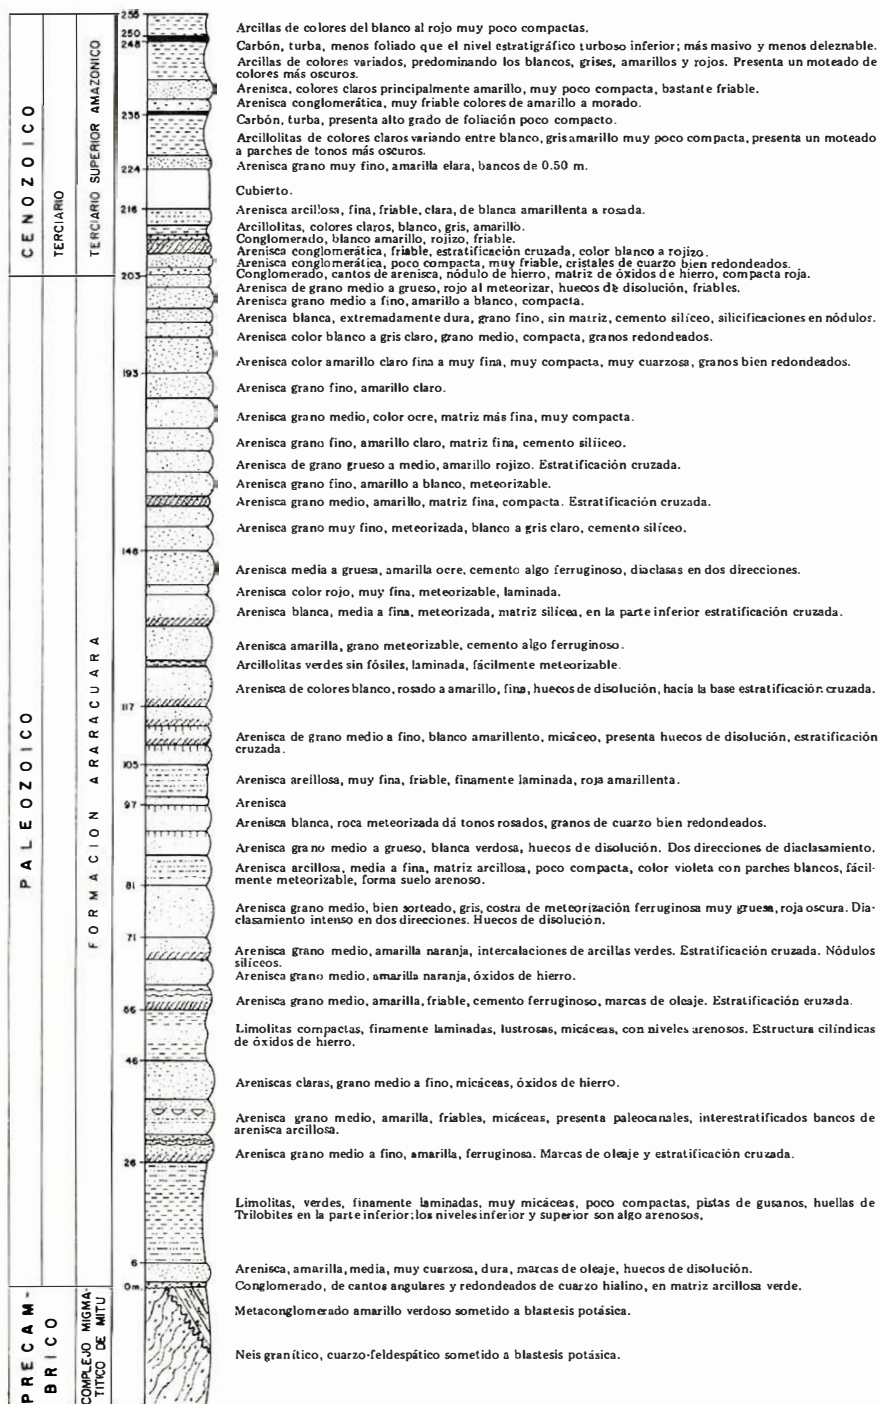 CENOZOICO
TERCIARIO
TERCIARIO SUPERIOR AMAZONICO
PALEOZOICO
FORMACION ARARACUARA
PRECAM-
BRICO
COMPLEJO MIGMA-
TITICO DE MITU
255
250
248
236
224
216
203
193
146
117
105
97
81
71
66
46
26
6
0m.
Arcillas de colores del blanco al rojo muy poco compactas.
Carbón, turba, menos foliado que el nivel estratigráfico turboso inferior; más masivo y menos deleznable.
Arcillas de colores variados, predominando los blancos, grises, amarillos y rojos. Presenta un moteado de
colores más oscuros.
Arenisca, colores claros principalmente amarillo, muy poco compacta, bastante friable.
Arenisca conglomerática, muy friable colores de amarillo a morado.
Carbón, turba, presenta alto grado de foliación poco compacto.
Arcillolitas de colores claros variando entre blanco, gris amarillo muy poco compacta, presenta un moteado
a parches de tonos más oscuros.
Arenisca grano muy fino, amarilla elara, bancos de 0.50 m.
Cubierto.
Arenisca arcillosa, fina, friable, clara, de blanca amarillenta a rosada.
Arcillolitas, colores claros, blanco, gris, amarillo.
Conglomerado, blanco amarillo, rojizo, friable.
Arenisca conglomerática, friable, estratificación cruzada, color blanco a rojizo.
Arenisca conglomerática, poco compacta, muy friable, cristales de cuarzo bien redondeados.
Conglomerado, cantos de arenisca, nódulo de hierro, matriz de óxidos de hierro, compacta roja.
Arenisca de grano medio a grueso, rojo al meteorizar, huecos de disolución, friables.
Arenisca grano medio a fino, amarillo a blanco, compacta.
Arenisca blanca, extremadamente dura, grano fino, sin matriz, cemento silíceo, silicificaciones en nódulos.
Arenisca color blanco a gris claro, grano medio, compacta, granos redondeados.
Arenisca color amarillo claro fina a muy fina, muy compacta, muy cuarzosa, granos bien redondeados.
Arenisca grano fino, amarillo claro.
Arenisca grano medio, color ocre, matriz más fina, muy compacta.
Arenisca grano fino, amarillo claro, matriz fina, cemento silíiceo.
Arenisca de grano grueso a medio, amarillo rojizo. Estratificación cruzada.
Arenisca grano fino, amarillo a blanco, meteorizable.
Arenisca grano medio, amarillo, matriz fina, compacta. Estratificación cruzada.
Arenisca grano muy fino, meteorizada, blanco a gris claro, cemento silíceo.
Arenisca media a gruesa, amarilla ocre, cemento algo ferruginoso, diaclasas en dos direcciones.
Arenisca color rojo, muy fina, meteorizable, laminada.
Arenisca blanca, media a fina, meteorizada, matriz silícea, en la parte inferior estratificación cruzada.
Arenisca amarilla, grano meteorizable, cemento algo ferruginoso.
Arcillolitas verdes sin fósiles, laminada, fácilmente meteorizable.
Arenisca de colores blanco, rosado a amarillo, fina, huecos de disolución, hacia la base estratificación cruzada.
Arenisca de grano medio a fino, blanco amarillento, micáceo, presenta huecos de disolución, estratificación
cruzada.
Arenisca areillosa, muy fina, friable, finamente laminada, roja amarillenta.
Arenisca
Arenisca blanca, roca meteorizada dá tonos rosados, granos de cuarzo bien redondeados.
Arenisca grano medio a grueso, blanca verdosa, huecos de disolución. Dos direcciones de diaclasamiento.
Arenisca arcillosa, media a fina, matriz arcillosa, poco compacta, color violeta con parches blancos, fácil-
mente meteorizable, forma suelo arenoso.
Arenisca grano medio, bien sorteado, gris, costra de meteorización ferruginosa muy gruesa, roja oscura. Dia-
clasamiento intenso en dos direcciones. Huecos de disolución.
Arenisca grano medio, amarilla naranja, intercalaciones de arcillas verdes. Estratificación cruzada. Nódulos
silíceos.
Arenisca grano medio, amarilla naranja, óxidos de hierro.
Arenisca grano medio, amarilla, friable, cemento ferruginoso, marcas de oleaje. Estratificación cruzada.
Limolitas compactas, finamente laminadas, lustrosas, micáceas, con niveles arenosos. Estructura cilíndicas
de óxidos de hierro.
Areniscas claras, grano medio a fino, micáceas, óxidos de hierro.
Arenisca grano medio, amarilla, friables, micáceas, presenta paleocanales, interestratificados bancos de
arenisca arcillosa.
Arenisca grano medio a fino, amarilla, ferruginosa. Marcas de oleaje y estratificación cruzada.
Limolitas, verdes, finamente laminadas, muy micáceas, poco compactas, pistas de gusanos, huellas de
Trilobites en la parte inferior; los niveles inferior y superior son algo arenosos.
Arenisca, amarilla, media, muy cuarzosa, dura, marcas de oleaje, huecos de disolución.
Conglomerado, de cantos angulares y redondeados de cuarzo hialino, en matriz arcillosa verde.
Metaconglomerado amarillo verdoso sometido a blastesis potásica.
Neis granítico, cuarzo-feldespático sometido a blastesis potásica.